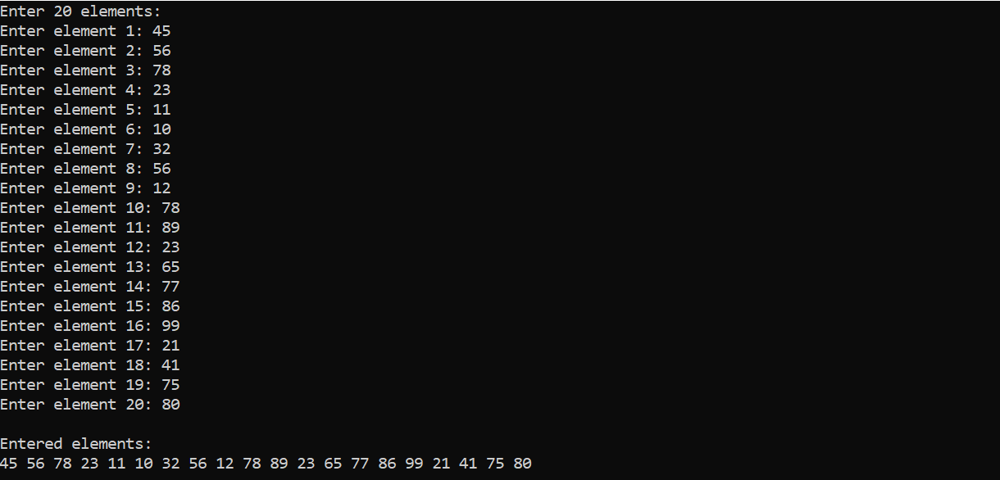 Enter 20 elements:
Enter element 1: 45
Enter element 2: 56
Enter element 3: 78
Enter element 4: 23
Enter element 5: 11
Enter element 6: 10
Enter element 7: 32
Enter element 8: 56
Enter element 9: 12
Enter element 10: 78
Enter element 11: 89
Enter element 12: 23
Enter element 13: 65
Enter element 14: 77
Enter element 15: 86
Enter element 16: 99
Enter element 17: 21
Enter element 18: 41
Enter element 19: 75
Enter element 20: 80
Entered elements:
45 56 78 23 11 10 32 56 12 78 89 23 65 77 86 99 21 41 75 80